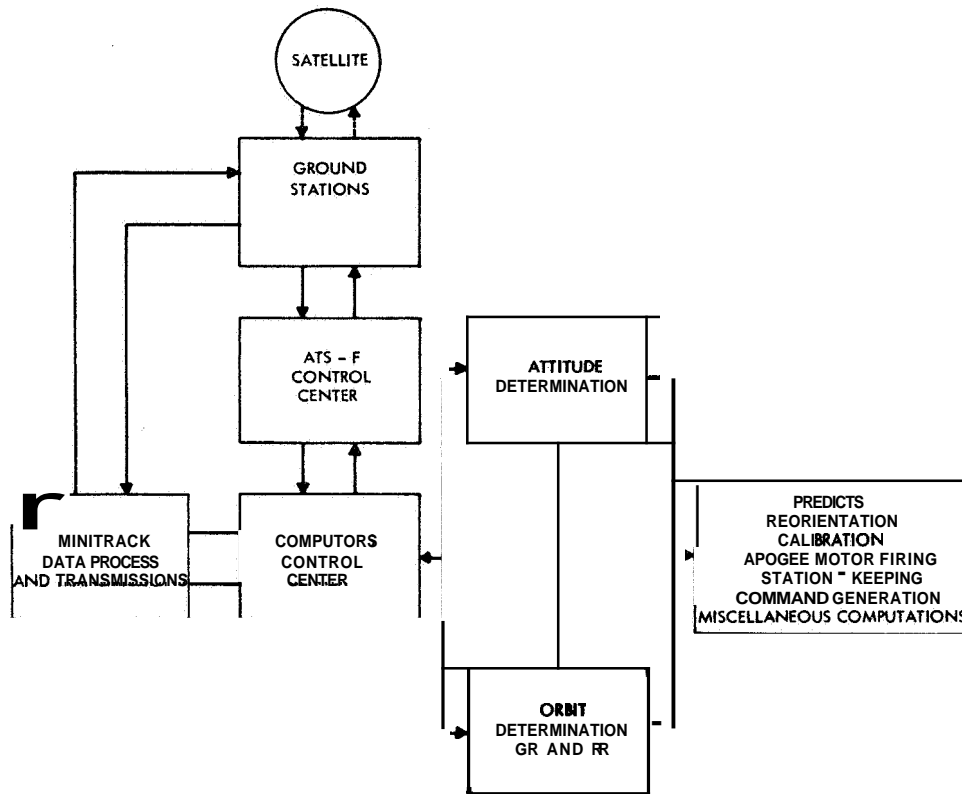 SATELLITE
GROUND
STATIONS
ATS - F
CONTROL
CENTER
ATTITUDE
DETERMINATION
MINITRACK
DATA PROCESS
AND TRANSMISSIONS
COMPUTORS
CONTROL
CENTER
PREDICTS
REORIENTATION
CALIBRATION
APOGEE MOTOR FIRING
STATION - KEEPING
COMMAND GENERATION
MISCELLANEOUS COMPUTATIONS
ORBIT
DETERMINATION
GR AND RR